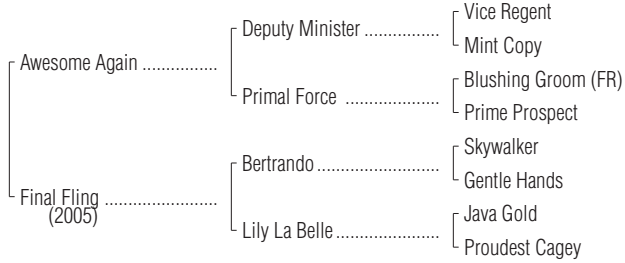 Vice Regent
Deputy Minister ..................
Mint Copy
Awesome Again ................
Blushing Groom (FR)
Primal Force ......................
Prime Prospect
Skywalker
Bertrando ............................
Gentle Hands
Final Fling ........................
(2005)
Java Gold
Lily La Belle ........................
Proudest Cagey